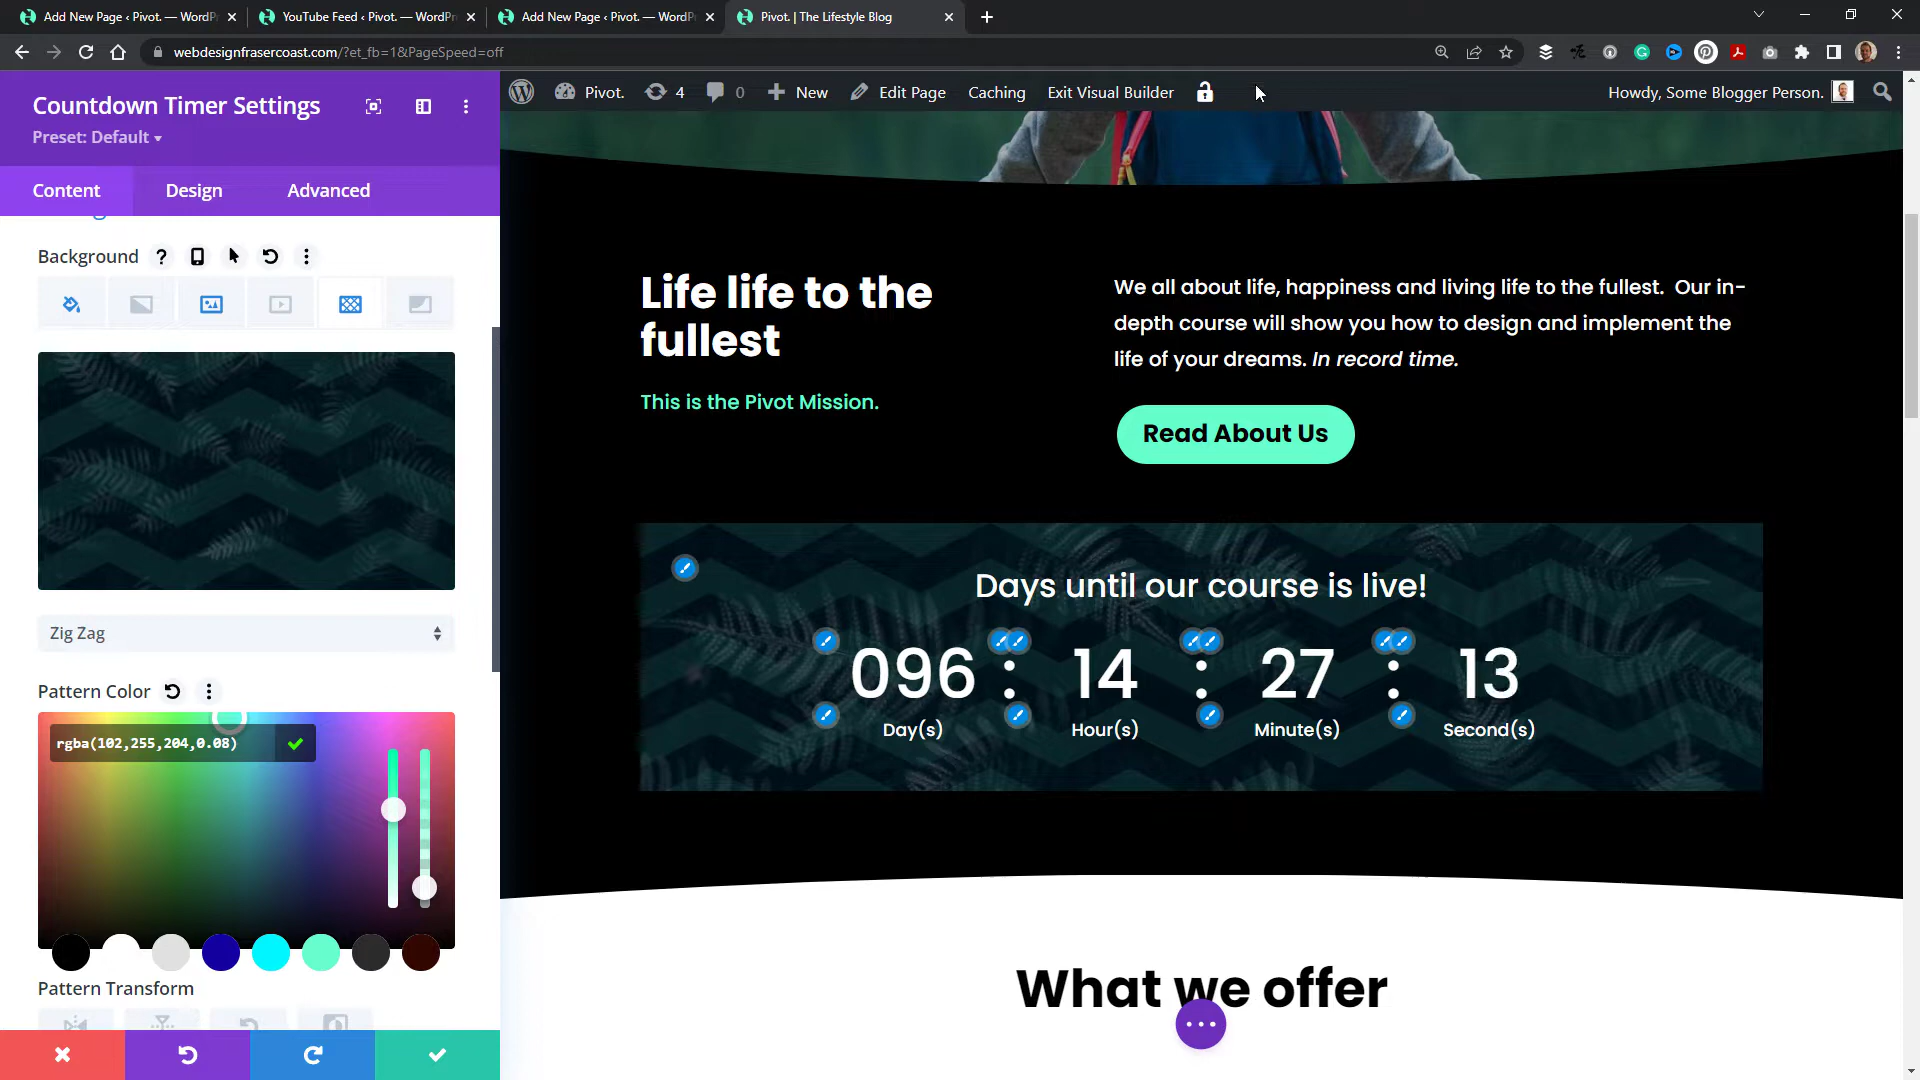 Add New Page ‹ Pivot. — WordPr
YouTube Feed ‹ Pivot. — WordPr
Add New Page ‹ Pivot. — WordPr
Pivot. | The Lifestyle Blog
webdesignfrasercoast.com/?et_fb=1&PageSpeed=off
Pivot.
4
0
New
Edit Page
Caching
Exit Visual Builder
Howdy, Some Blogger Person.
Countdown Timer Settings
Preset: Default
Content
Design
Advanced
Background
Zig Zag
Pattern Color
rgba(102,255,204,0.08)
Pattern Transform
Life life to the
fullest
This is the Pivot Mission.
We all about life, happiness and living life to the fullest.  Our in-
depth course will show you how to design and implement the
life of your dreams. In record time.
Read About Us
Days until our course is live!
096 : 14 : 27 : 13
Day(s) Hour(s) Minute(s) Second(s)
What we offer